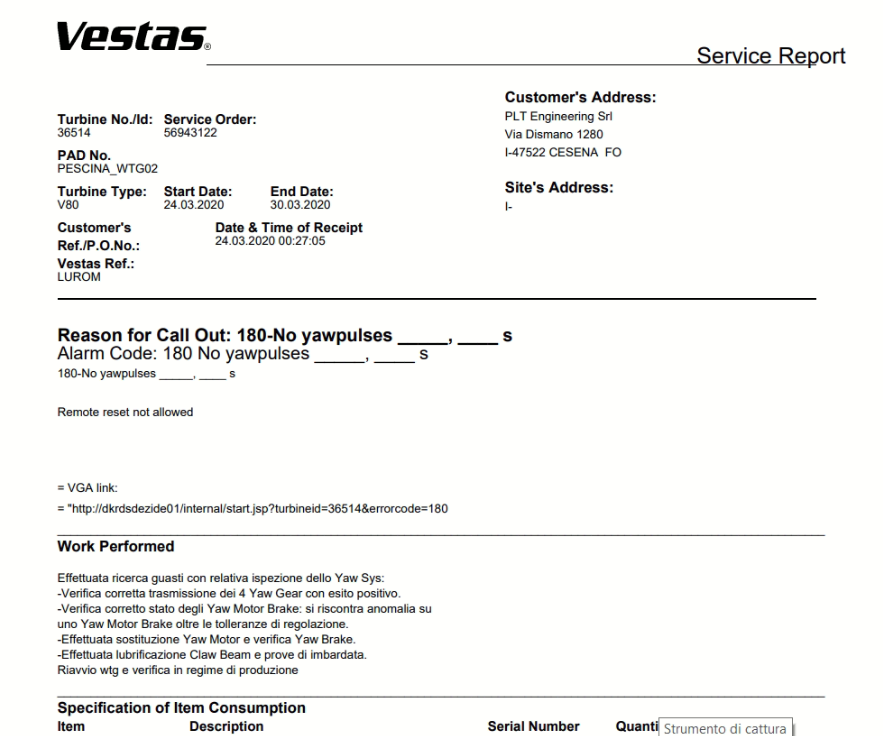 Vestas®
Service Report
Customer's Address:
PLT Engineering Srl
Via Dismano 1280
I-47522 CESENA FO
Site's Address:
I-
Turbine No./Id: Service Order:
36514 56943122
PAD No.
PESCINA_WTG02
Turbine Type: Start Date: End Date:
V80 24.03.2020 30.03.2020
Customer's Date & Time of Receipt
Ref./P.O.No.: 24.03.2020 00:27:05
Vestas Ref.:
LUROM
Reason for Call Out: 180-No yawpulses _____, ____ s
Alarm Code: 180 No yawpulses _____, ____ s
180-No yawpulses _____, ____ s
Remote reset not allowed
= VGA link:
= "http://dkrdsdezide01/internal/start.jsp?turbineid=36514&errorcode=180
Work Performed
Effettuata ricerca guasti con relativa ispezione dello Yaw Sys:
-Verifica corretta trasmissione dei 4 Yaw Gear con esito positivo.
-Verifica corretto stato degli Yaw Motor Brake: si riscontra anomalia su
uno Yaw Motor Brake oltre le tolleranze di regolazione.
-Effettuata sostituzione Yaw Motor e verifica Yaw Brake.
-Effettuata lubrificazione Claw Beam e prove di imbardata.
Riavvio wtg e verifica in regime di produzione
Specification of Item Consumption
Item Description Serial Number Quanti
Strumento di cattura